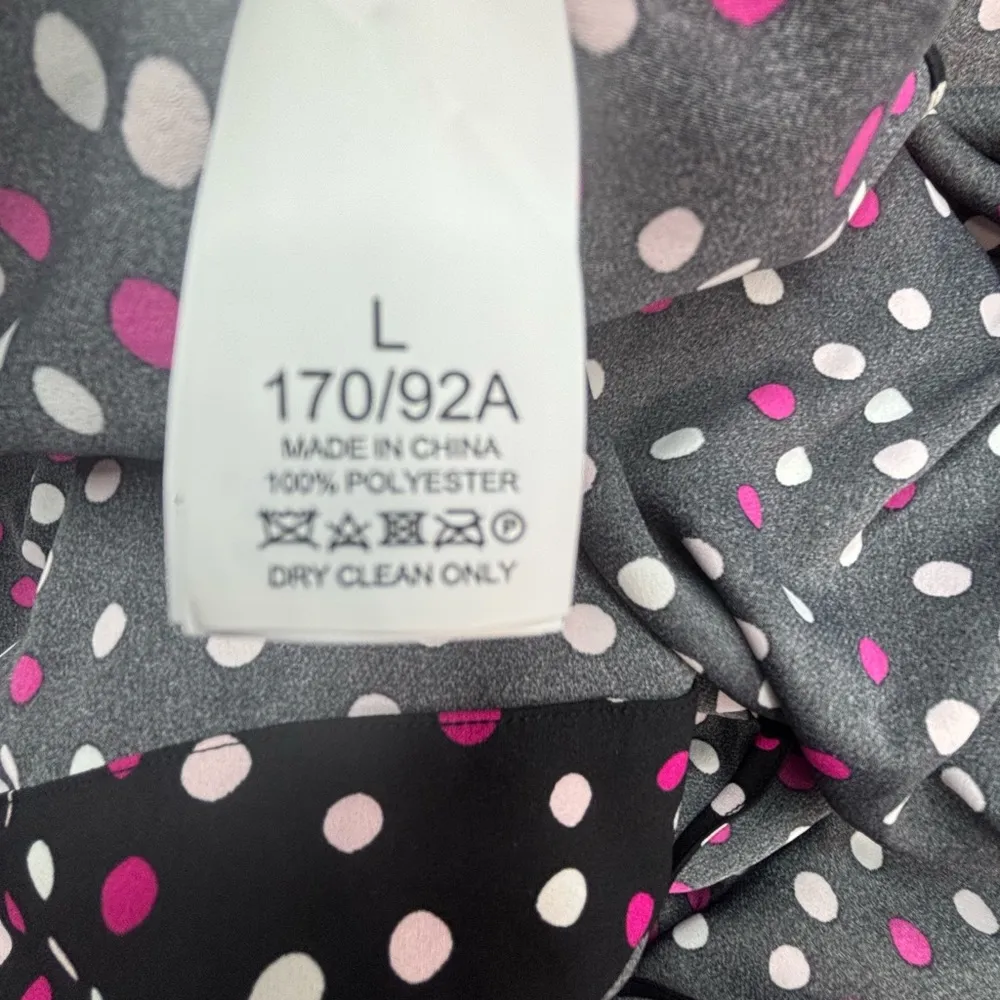 L
170/92A
MADE IN CHINA
100% POLYESTER
P
DRY CLEAN ONLY